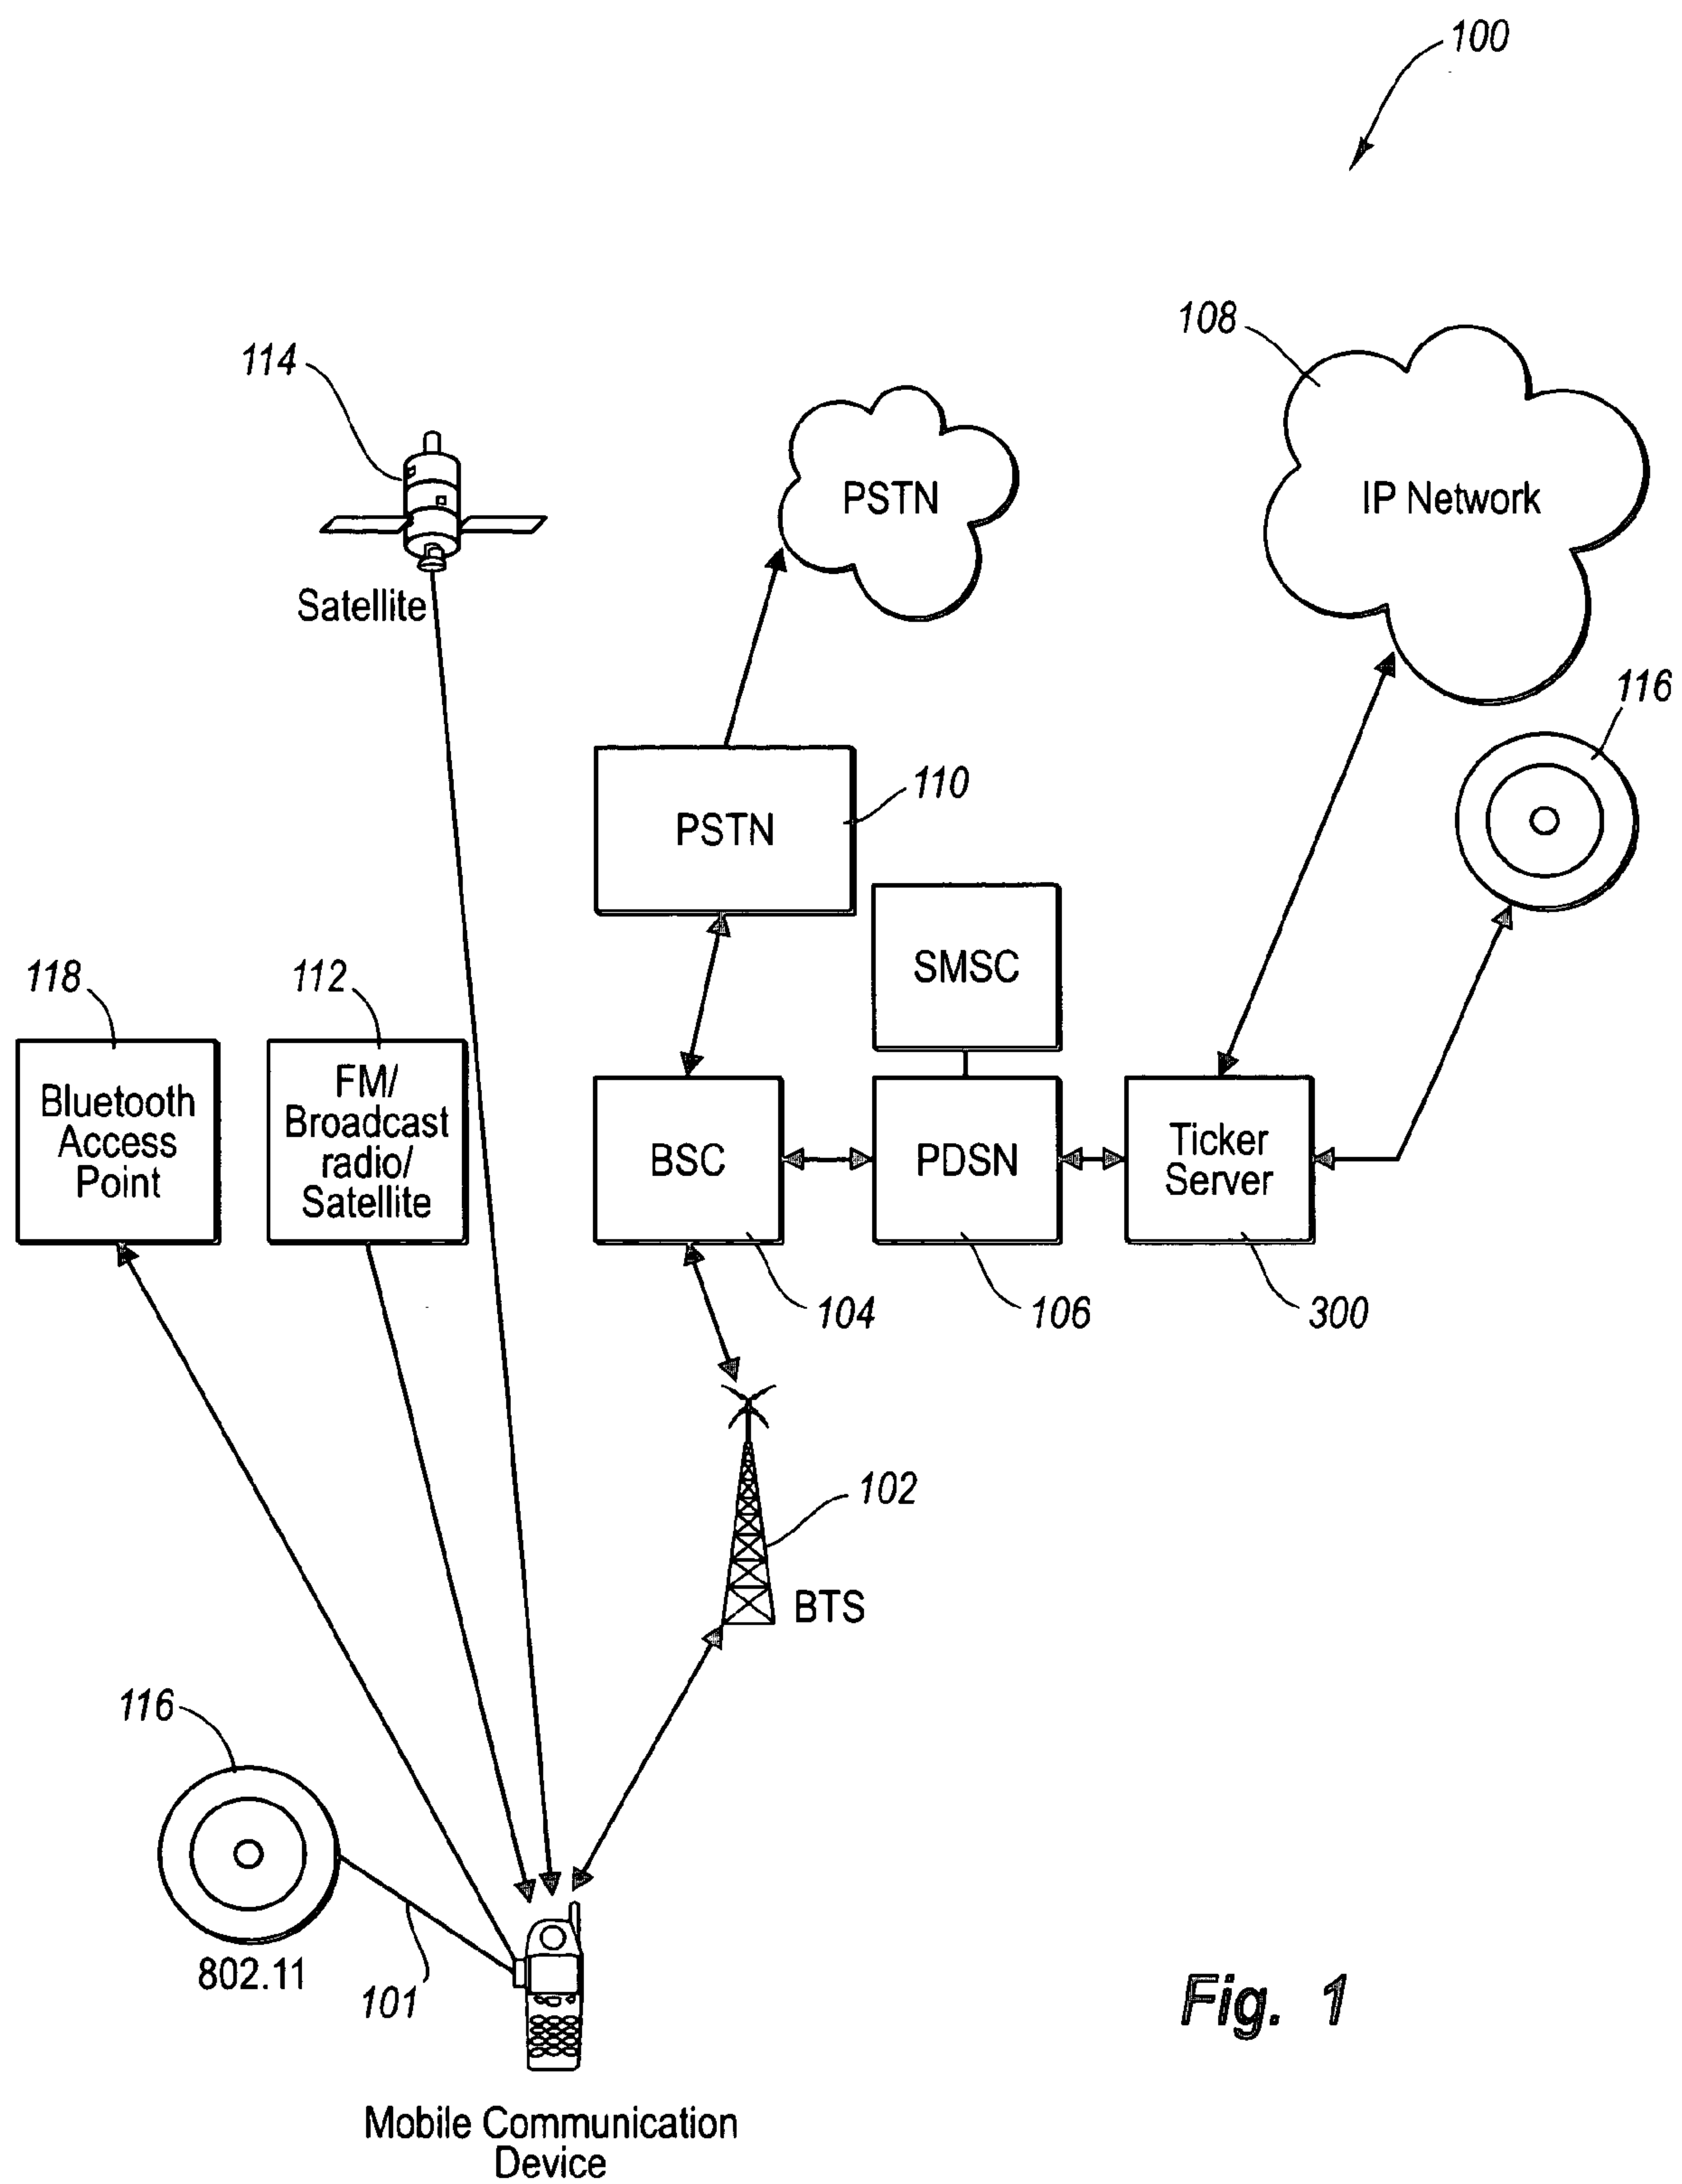 100
108
114
PSTN
IP Network
Satellite
116
110
PSTN
SMSC
118
112
Bluetooth
Access
Point
FM/
Broadcast
radio/
Satellite
BSC
PDSN
Ticker
Server
104
106
300
102
BTS
116
802.11
101
Mobile Communication
Device
Fig. 1